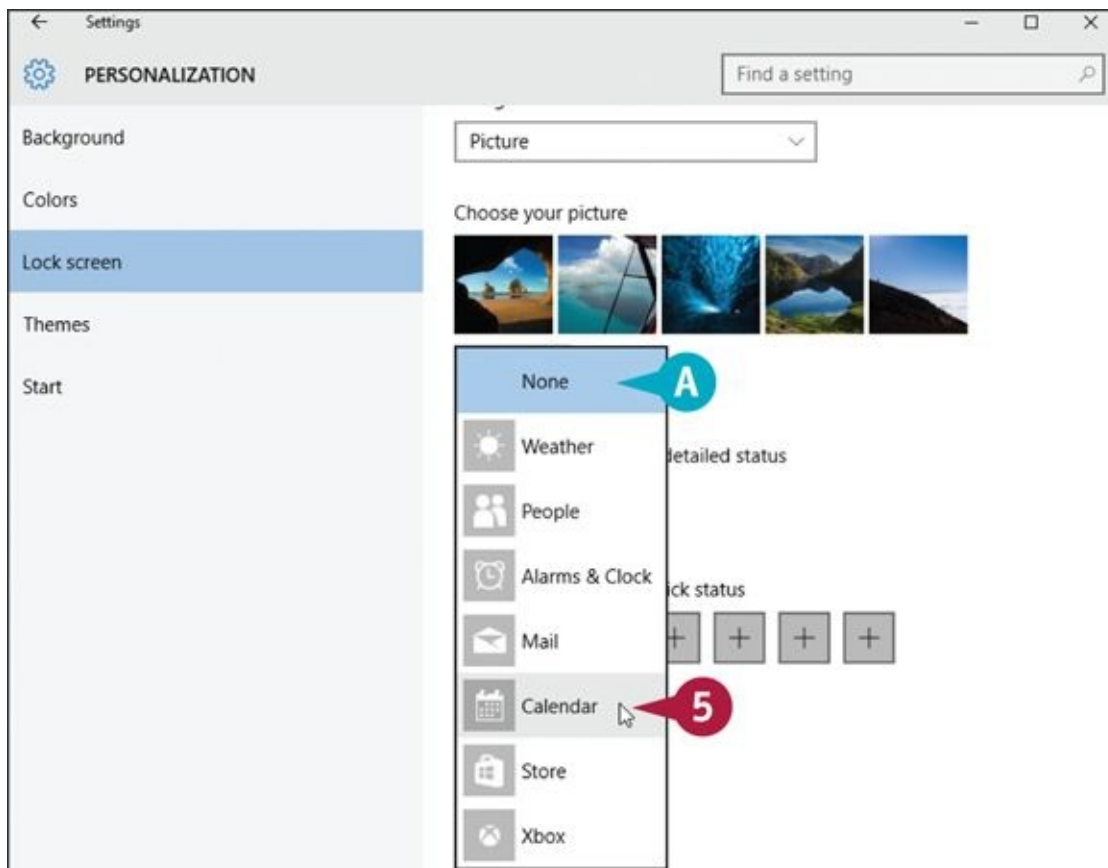 Settings
PERSONALIZATION
Find a setting
Background
Colors
Lock screen
Themes
Start
Picture
Choose your picture
None
A
Weather
detailed status
People
Alarms & Clock
ick status
Mail
Calendar
5
Store
Xbox